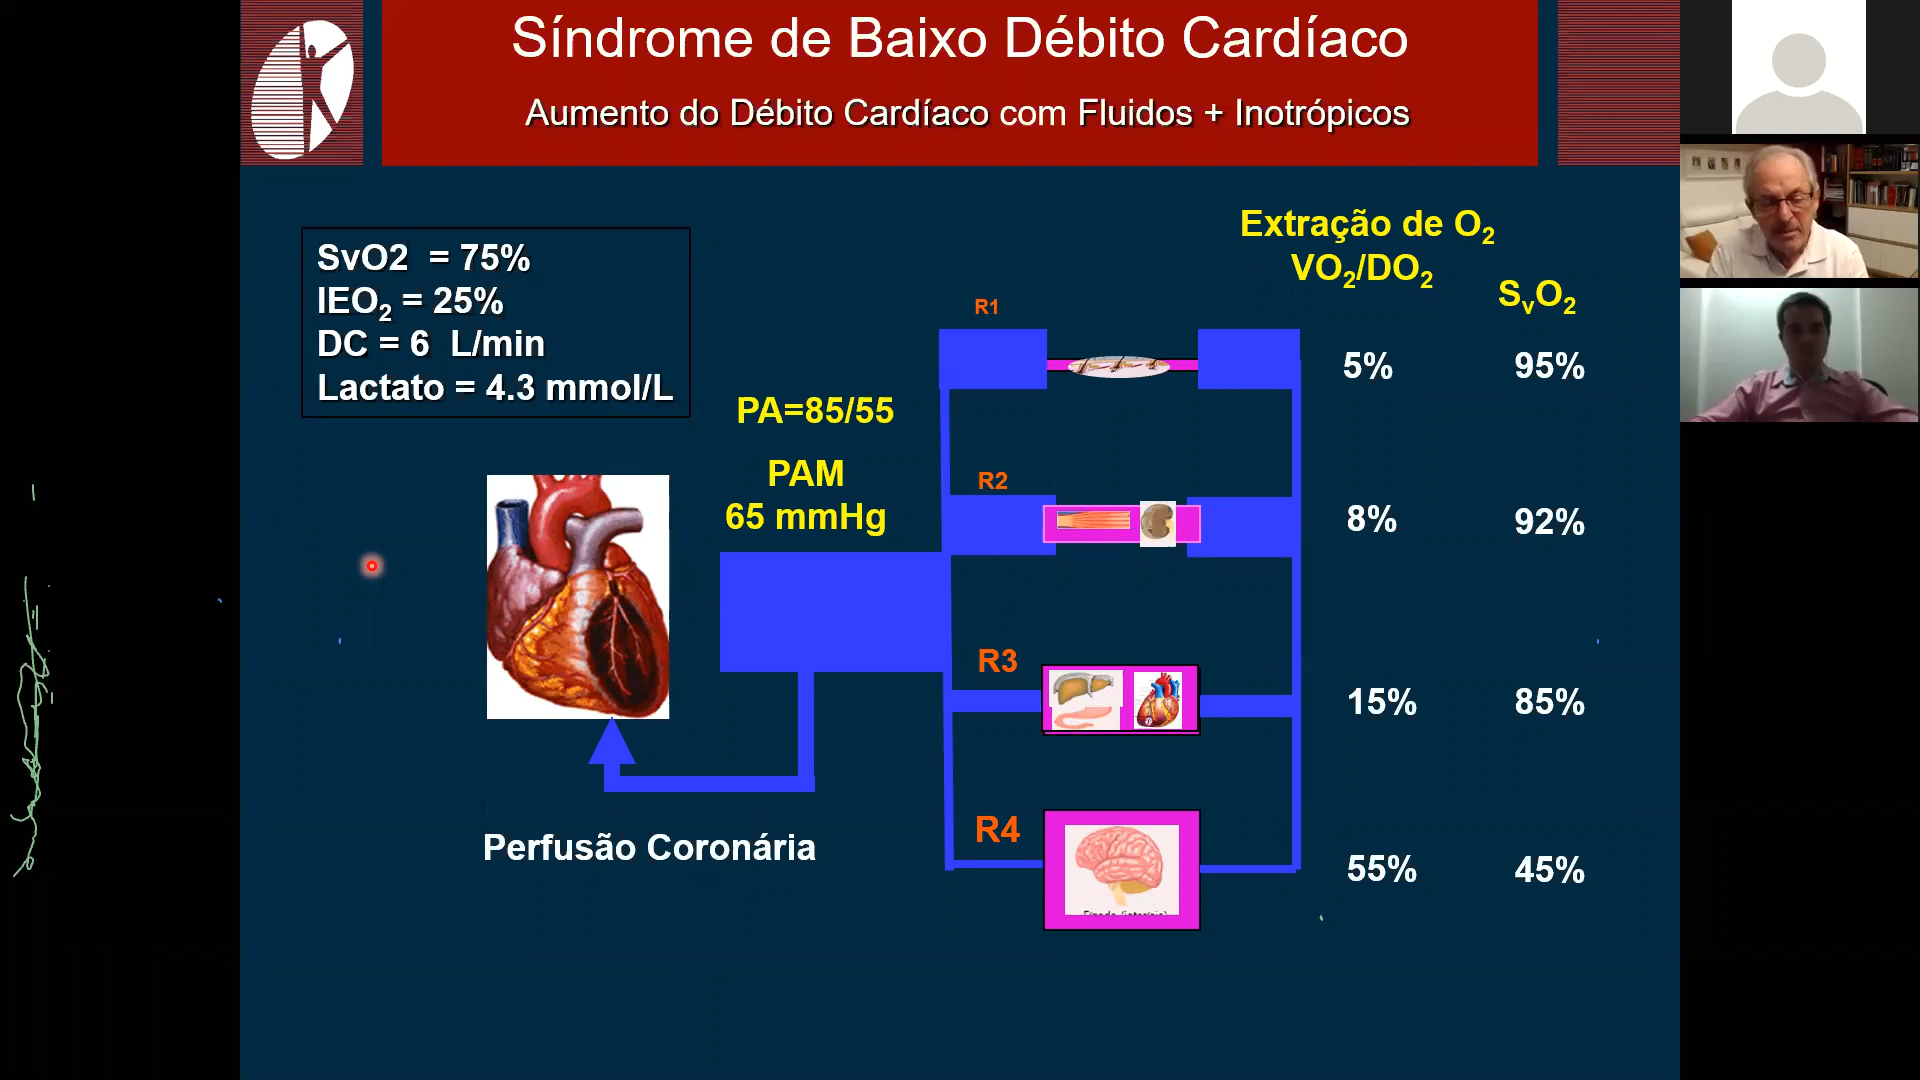 Síndrome de Baixo Débito Cardíaco
Aumento do Débito Cardíaco com Fluidos + Inotrópicos
SvO2 = 75%
IEO₂ = 25%
DC = 6 L/min
Lactato = 4.3 mmol/L
PA=85/55
PAM
65 mmHg
Perfusão Coronária
Extração de O₂
VO₂/DO₂
SᵥO₂
R1
5% 95%
R2
8% 92%
R3
15% 85%
R4
55% 45%